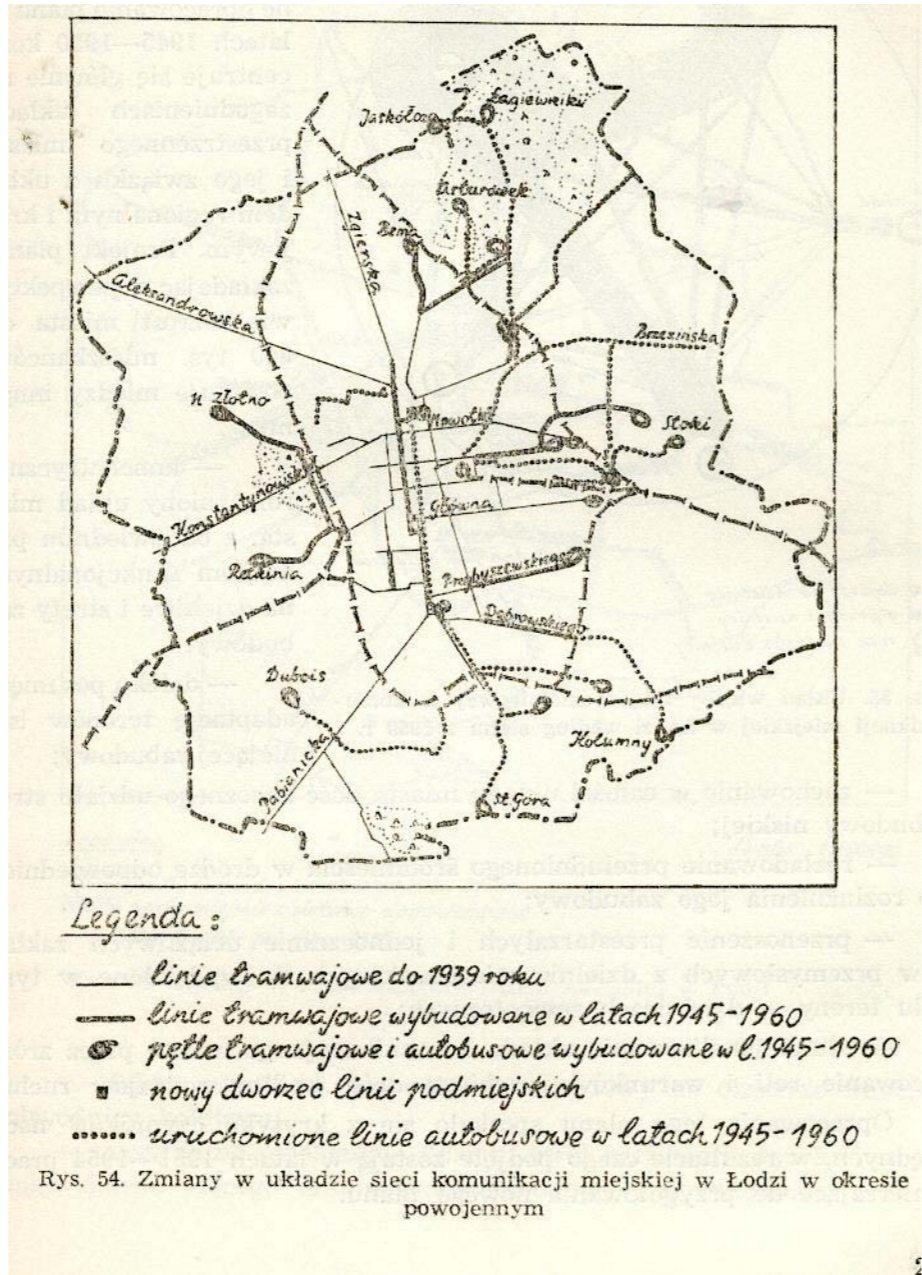 Łagiewniki
Jaskółcza
Arturówek
Bema
Zgierska
Aleksandrowska
Brzezińska
n. Złotno
Nowotki
Stoki
Konstantynowska
Główna
Retkinia
Przybyszewskiego
Dąbrowskiego
Dubois
Kolumny
Pabianicka
st. Góra
Legenda:
linie tramwajowe do 1939 roku
linie tramwajowe wybudowane w latach 1945-1960
pętle tramwajowe i autobusowe wybudowane w l. 1945-1960
nowy dworzec linii podmiejskich
uruchomione linie autobusowe w latach 1945-1960
Rys. 54. Zmiany w układzie sieci komunikacji miejskiej w Łodzi w okresie
powojennym